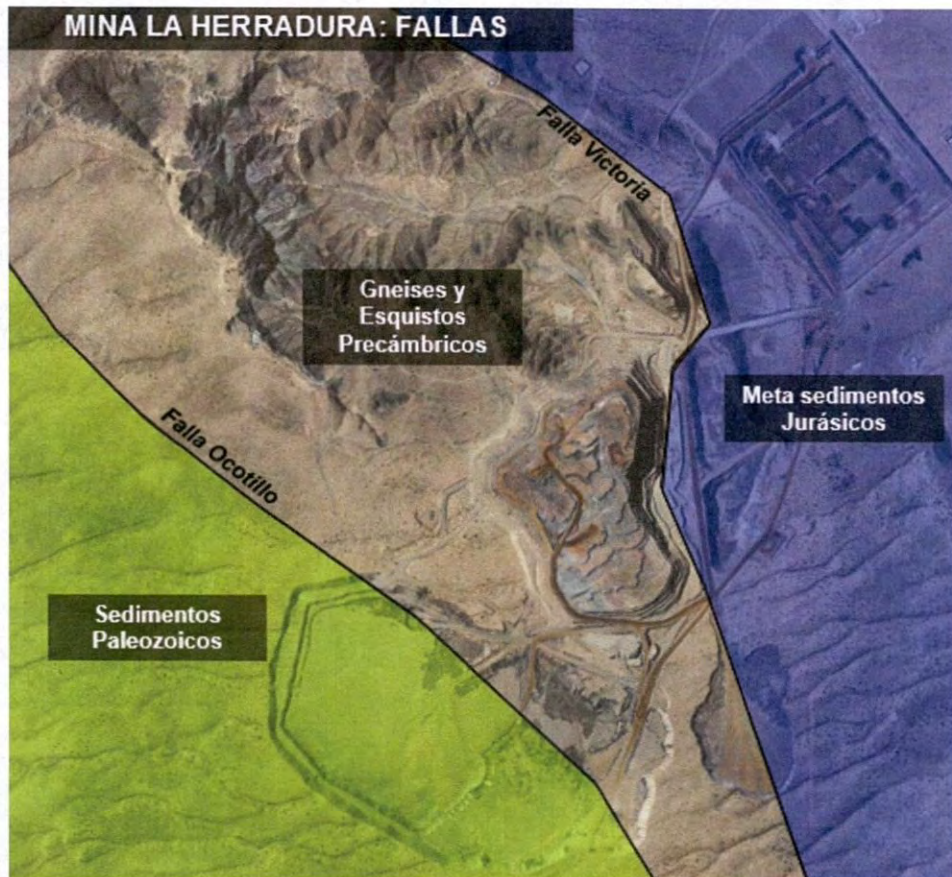 MINA LA HERRADURA: FALLAS
Falla Victoria
Gneises y
Esquistos
Precámbricos
Meta sedimentos
Jurásicos
Falla Ocotillo
Sedimentos
Paleozoicos